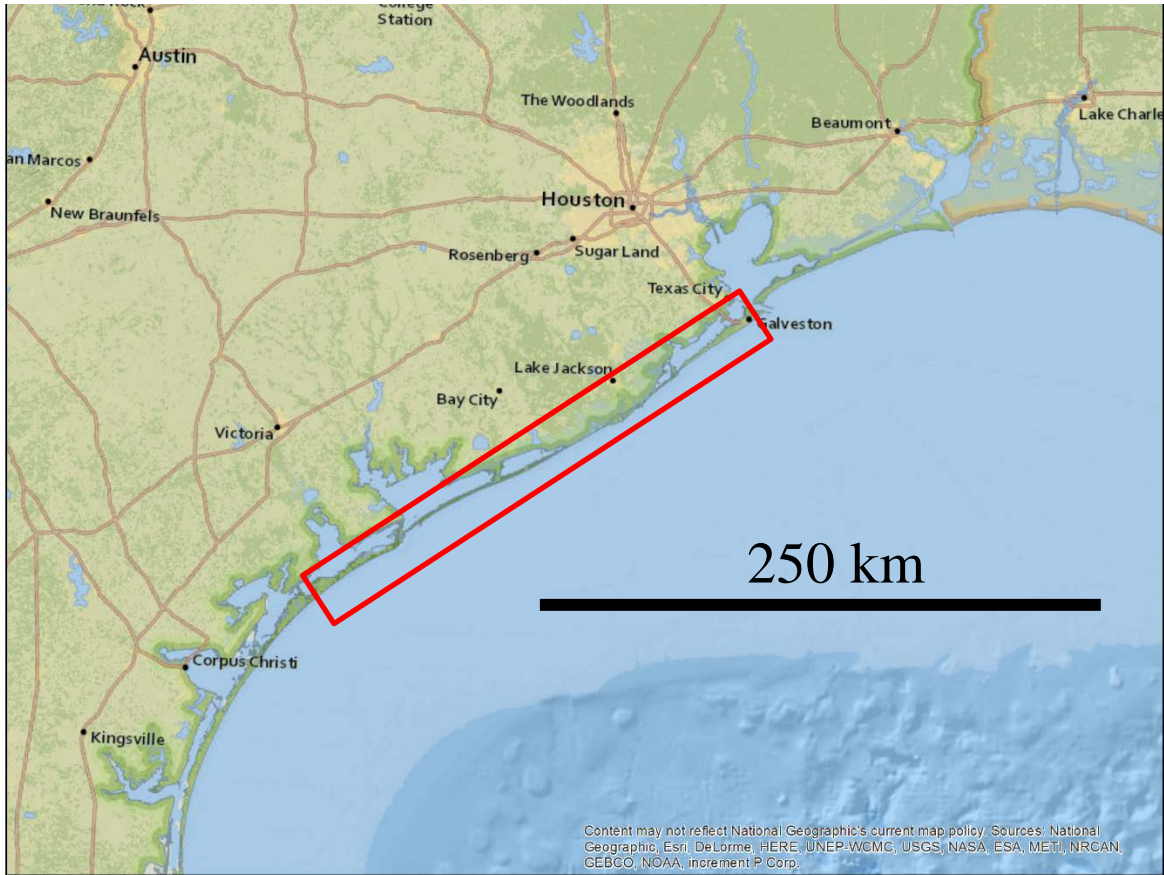 College
Station
Austin
The Woodlands
Beaumont
Lake Charle
an Marcos
Houston
New Braunfels
Rosenberg
Sugar Land
Texas City
Galveston
Lake Jackson
Bay City
Victoria
250 km
Corpus Christi
Kingsville
Content may not reflect National Geographic's current map policy. Sources: National
Geographic, Esri, DeLorme, HERE, UNEP-WCMC, USGS, NASA, ESA, METI, NRCAN,
GEBCO, NOAA, increment P Corp.